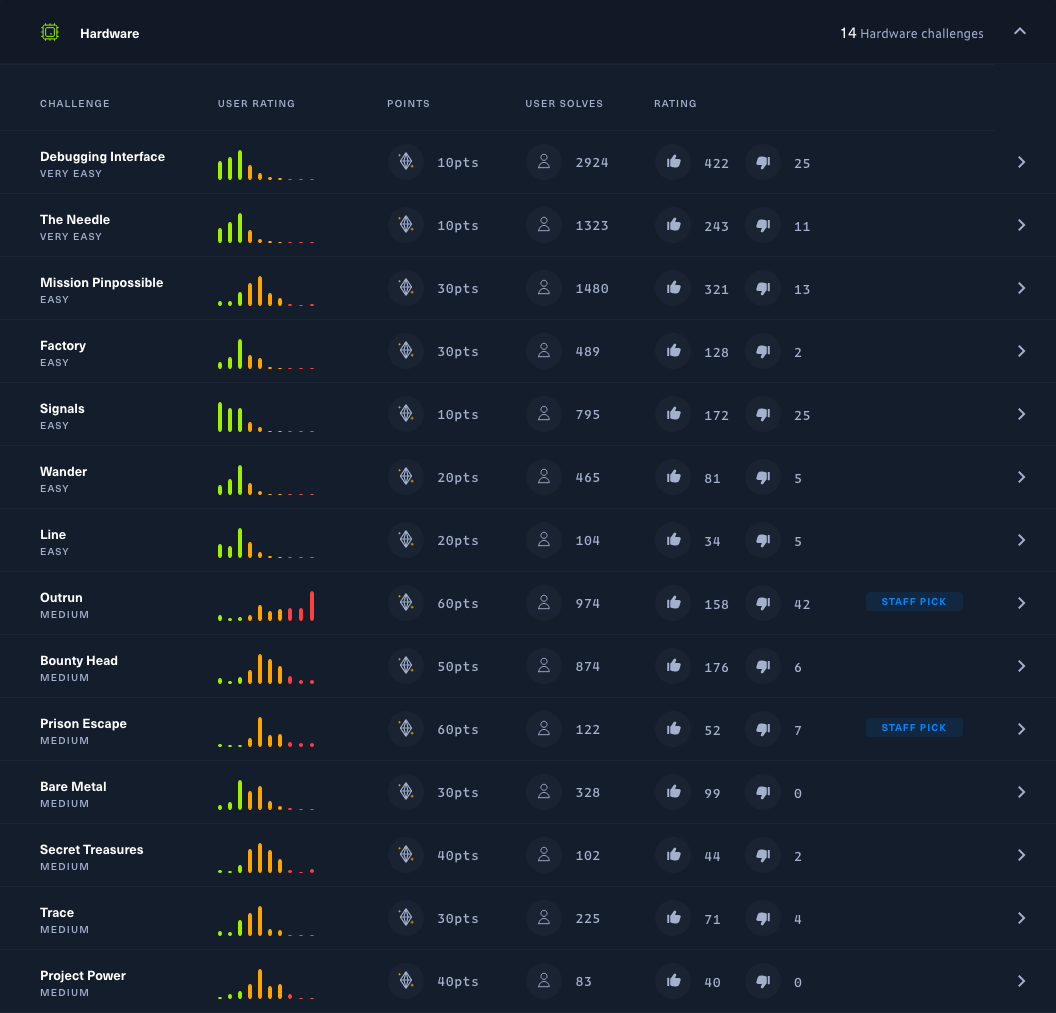 Hardware
14 Hardware challenges
CHALLENGE USER RATING POINTS USER SOLVES RATING
Debugging Interface
VERY EASY
10pts 2924 422 25
The Needle
VERY EASY
10pts 1323 243 11
Mission Pinpossible
EASY
30pts 1480 321 13
Factory
EASY
30pts 489 128 2
Signals
EASY
10pts 795 172 25
Wander
EASY
20pts 465 81 5
Line
EASY
20pts 104 34 5
Outrun
MEDIUM
60pts 974 158 42 STAFF PICK
Bounty Head
MEDIUM
50pts 874 176 6
Prison Escape
MEDIUM
60pts 122 52 7 STAFF PICK
Bare Metal
MEDIUM
30pts 328 99 0
Secret Treasures
MEDIUM
40pts 102 44 2
Trace
MEDIUM
30pts 225 71 4
Project Power
MEDIUM
40pts 83 40 0